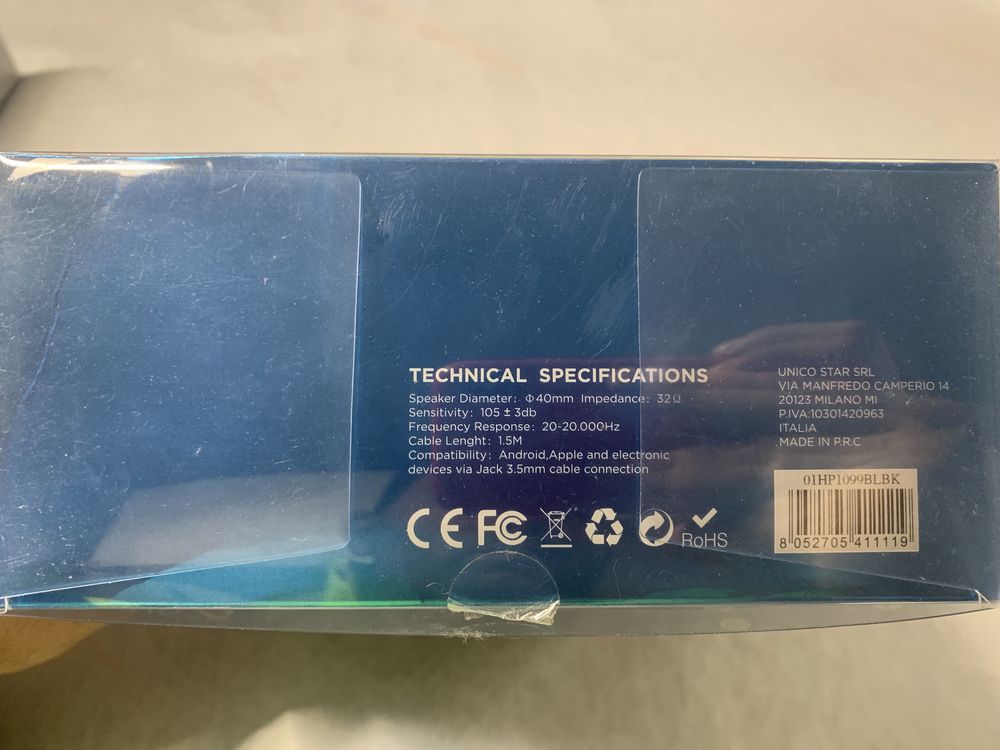 TECHNICAL SPECIFICATIONS
Speaker Diameter: Φ40mm Impedance: 32Ω
Sensitivity: 105 ± 3db
Frequency Response: 20-20.000Hz
Cable Lenght: 1.5M
Compatibility: Android,Apple and electronic
devices via Jack 3.5mm cable connection
CE FC RoHS
UNICO STAR SRL
VIA MANFREDO CAMPERIO 14
20123 MILANO MI
P.IVA:10301420963
ITALIA
MADE IN P.R.C
01HP1099BLBK
8 052705 411119